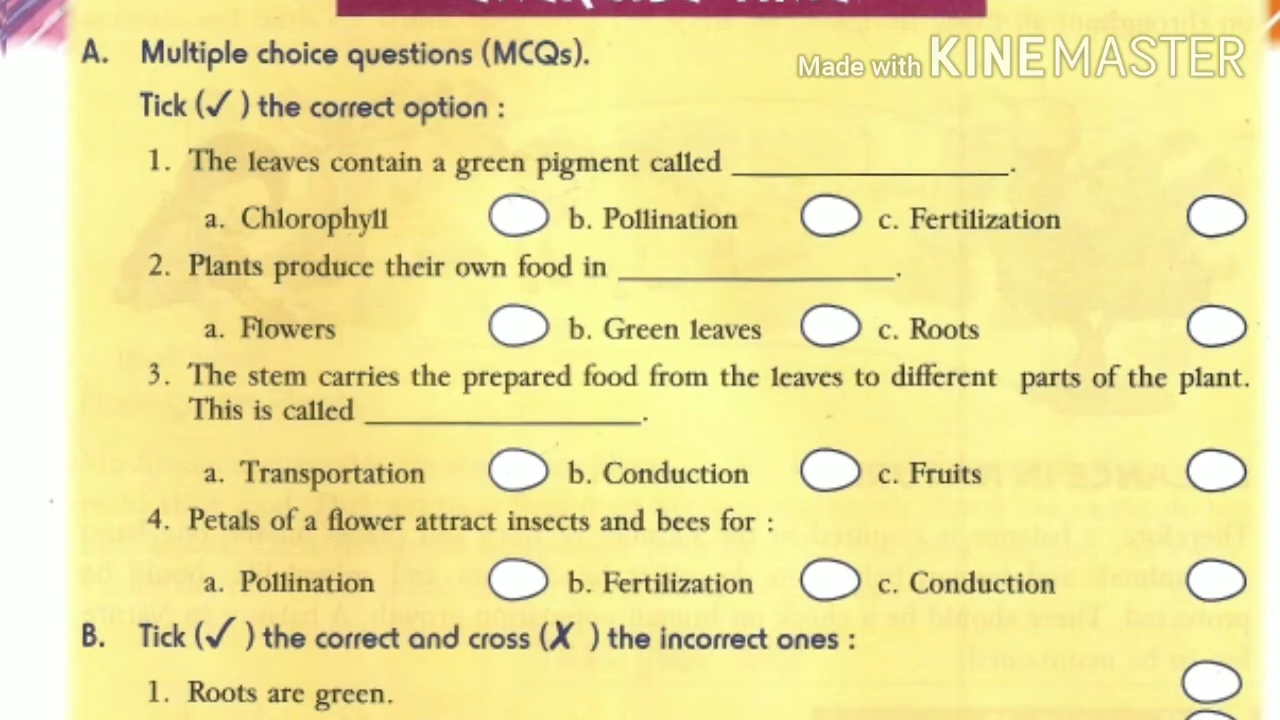 Made with KINEMASTER
A. Multiple choice questions (MCQs).
Tick (✓) the correct option :
1. The leaves contain a green pigment called ____________.
a. Chlorophyll b. Pollination c. Fertilization
2. Plants produce their own food in ____________.
a. Flowers b. Green leaves c. Roots
3. The stem carries the prepared food from the leaves to different parts of the plant.
This is called ____________.
a. Transportation b. Conduction c. Fruits
4. Petals of a flower attract insects and bees for :
a. Pollination b. Fertilization c. Conduction
B. Tick (✓) the correct and cross (✗) the incorrect ones :
1. Roots are green.